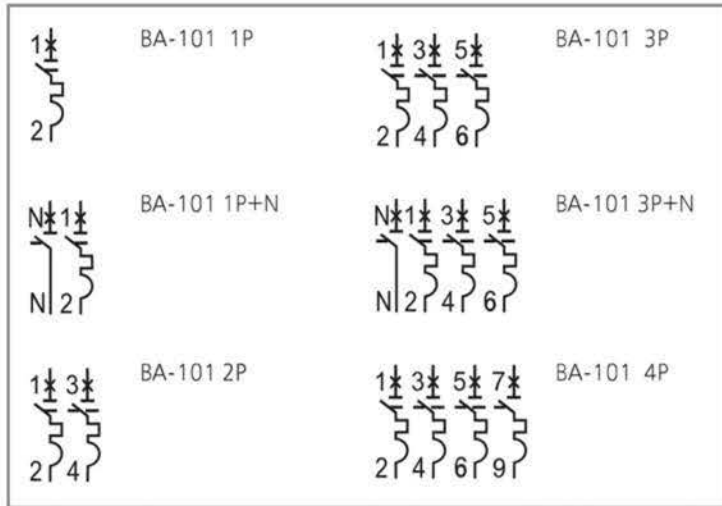 1 BA-101 1P
2
1 3 5 BA-101 3P
2 4 6
N 1 BA-101 1P+N
N 2
N 1 3 5 BA-101 3P+N
N 2 4 6
1 3 BA-101 2P
2 4
1 3 5 7 BA-101 4P
2 4 6 9